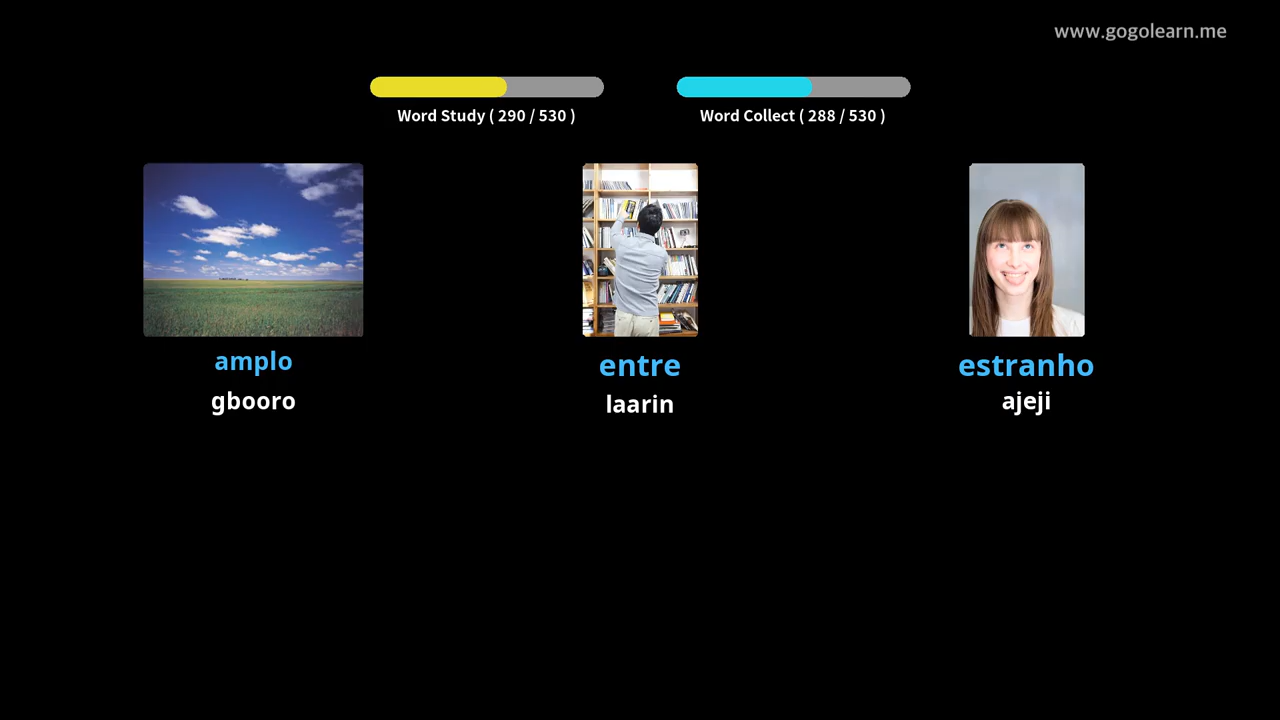 www.gogolearn.me
Word Study ( 290 / 530 )
Word Collect ( 288 / 530 )
amplo
gbooro
entre
laarin
estranho
ajeji